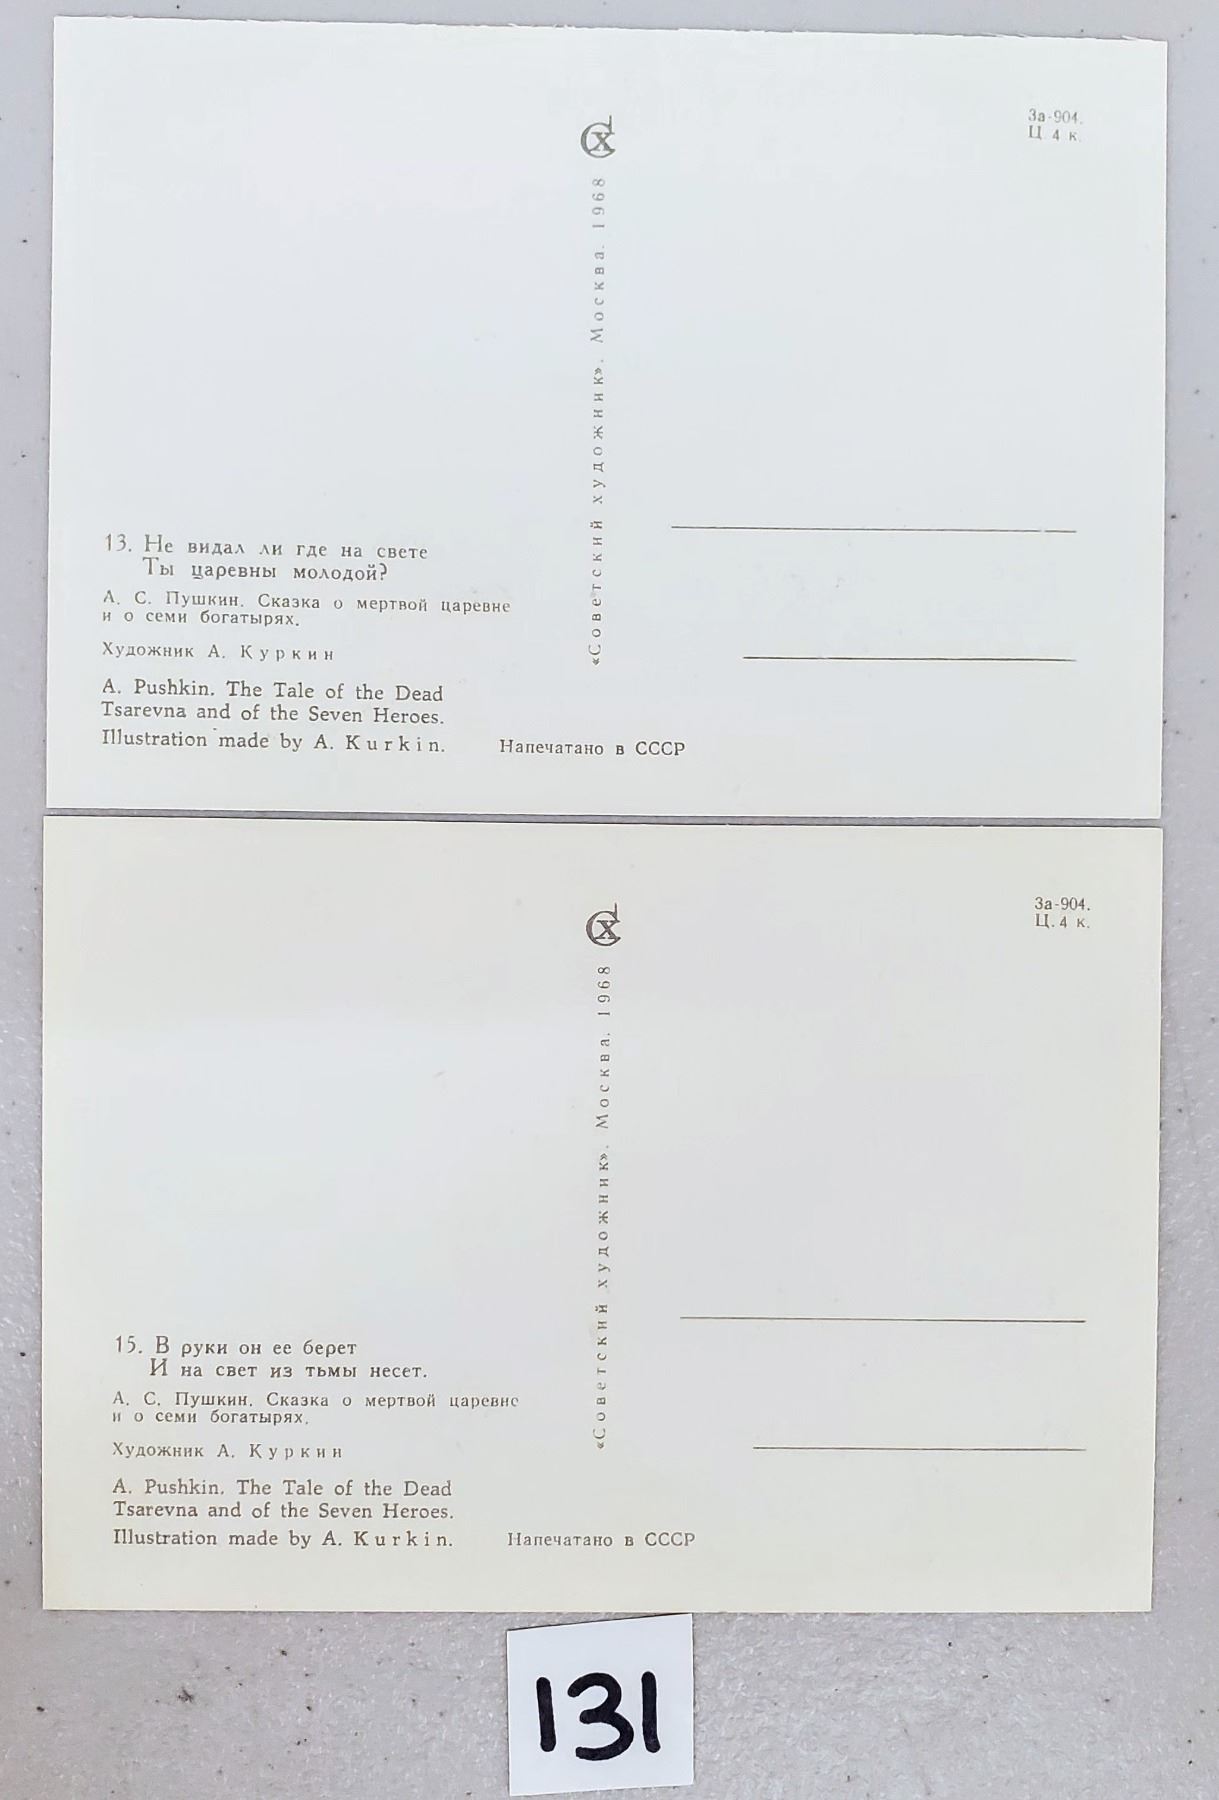 За-904.
Ц. 4 к.
СХ
«Советский художник». Москва. 1968
13. Не видал ли где на свете
Ты царевны молодой?
А. С. Пушкин. Сказка о мертвой царевне
и о семи богатырях.
Художник А. Куркин
A. Pushkin. The Tale of the Dead
Tsarevna and of the Seven Heroes.
Illustration made by A. Kurkin.
Напечатано в СССР
За-904.
Ц. 4 к.
СХ
«Советский художник». Москва. 1968
15. В руки он ее берет
И на свет из тьмы несет.
А. С. Пушкин. Сказка о мертвой царевне
и о семи богатырях.
Художник А. Куркин
A. Pushkin. The Tale of the Dead
Tsarevna and of the Seven Heroes.
Illustration made by A. Kurkin.
Напечатано в СССР
131